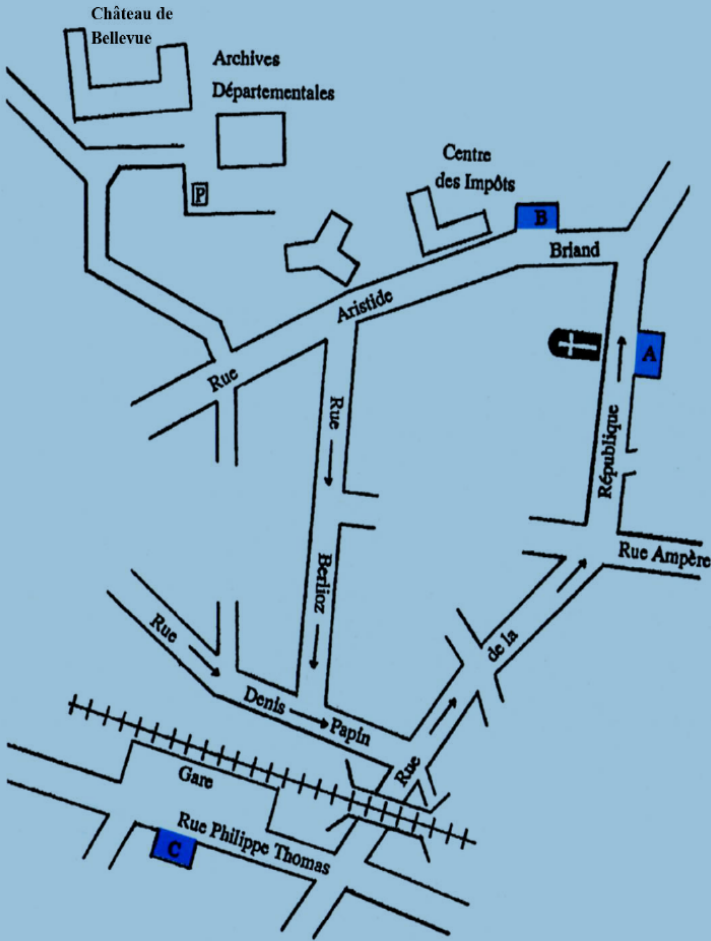 Château de
Bellevue
Archives
Départementales
P
Centre
des Impôts
B
Briand
Aristide
Rue
A
Rue
République
Berlioz
Rue Ampère
de la
Rue
Denis
Papin
Rue
Gare
Rue Philippe Thomas
C